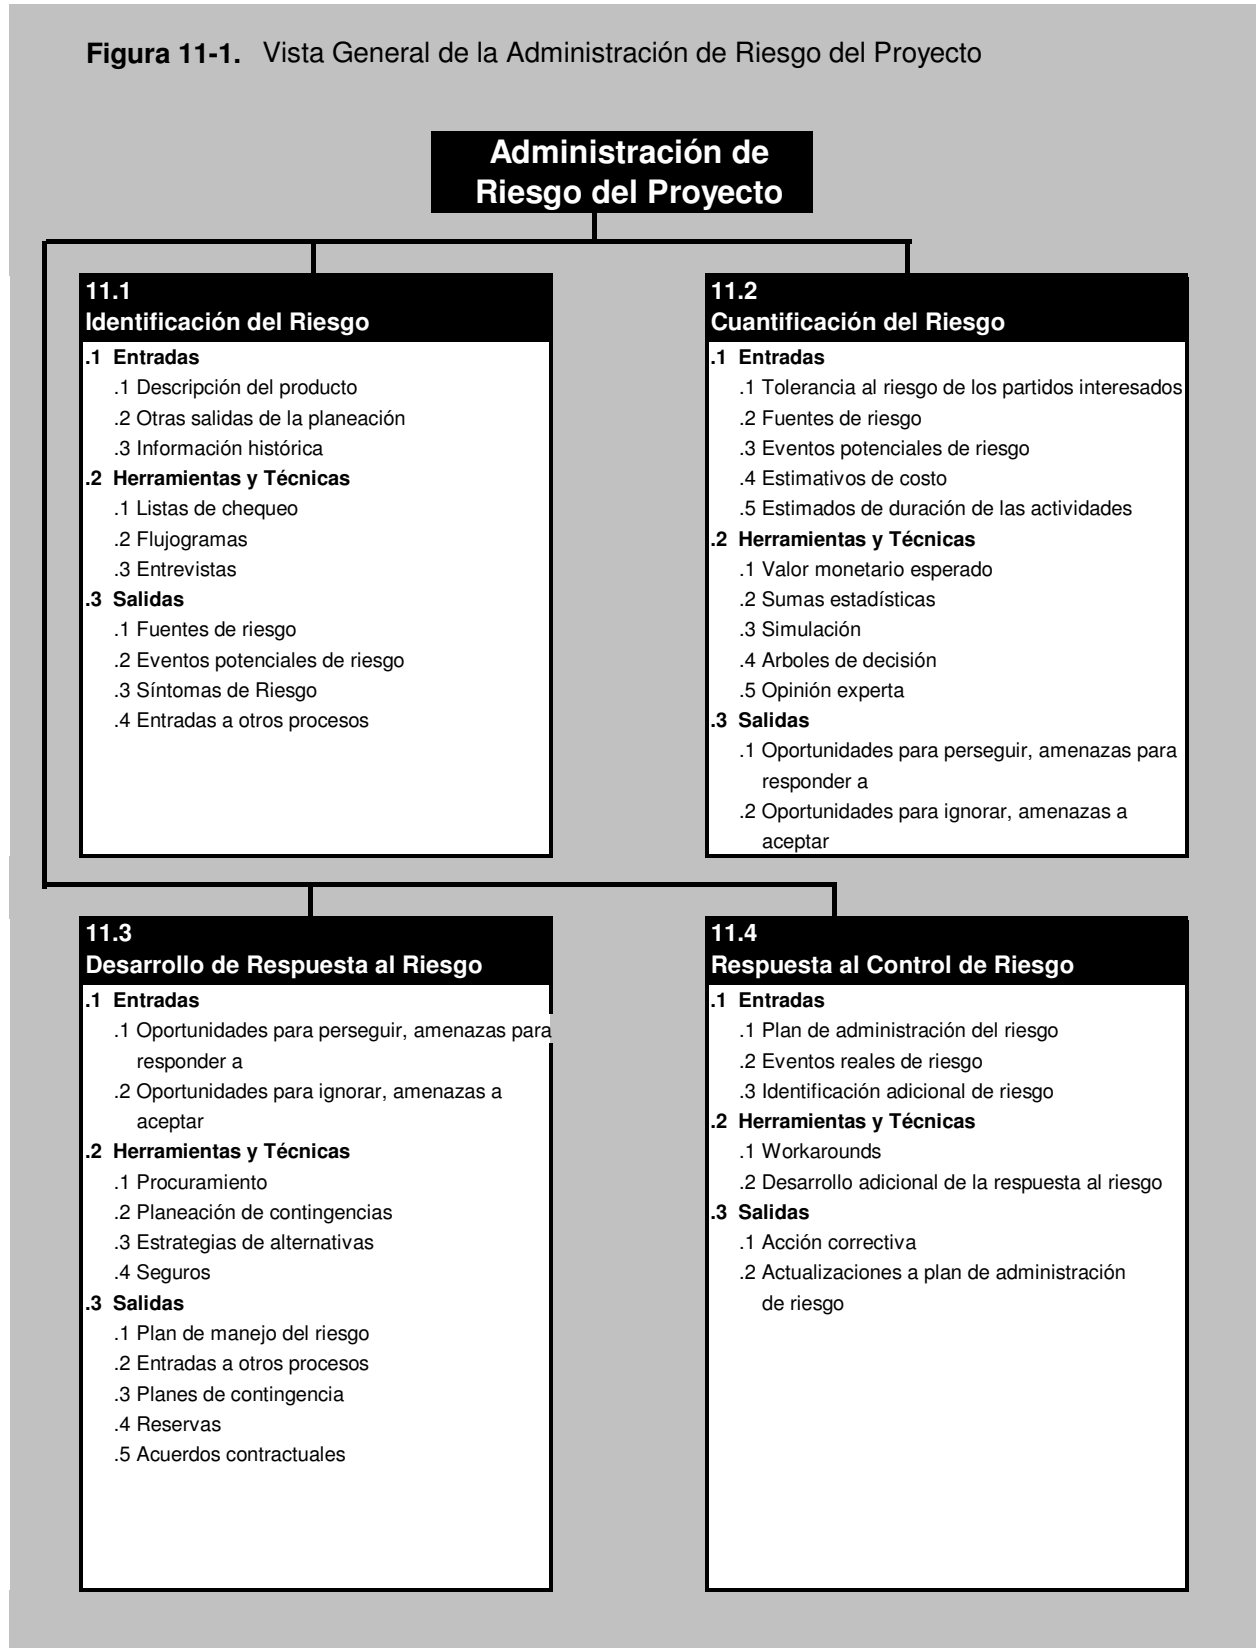 Figura 11-1. Vista General de la Administración de Riesgo del Proyecto
Administración de
Riesgo del Proyecto
11.1
Identificación del Riesgo
.1 Entradas
.1 Descripción del producto
.2 Otras salidas de la planeación
.3 Información histórica
.2 Herramientas y Técnicas
.1 Listas de chequeo
.2 Flujogramas
.3 Entrevistas
.3 Salidas
.1 Fuentes de riesgo
.2 Eventos potenciales de riesgo
.3 Síntomas de Riesgo
.4 Entradas a otros procesos
11.2
Cuantificación del Riesgo
.1 Entradas
.1 Tolerancia al riesgo de los partidos interesados
.2 Fuentes de riesgo
.3 Eventos potenciales de riesgo
.4 Estimativos de costo
.5 Estimados de duración de las actividades
.2 Herramientas y Técnicas
.1 Valor monetario esperado
.2 Sumas estadísticas
.3 Simulación
.4 Arboles de decisión
.5 Opinión experta
.3 Salidas
.1 Oportunidades para perseguir, amenazas para
responder a
.2 Oportunidades para ignorar, amenazas a
aceptar
11.3
Desarrollo de Respuesta al Riesgo
.1 Entradas
.1 Oportunidades para perseguir, amenazas para
responder a
.2 Oportunidades para ignorar, amenazas a
aceptar
.2 Herramientas y Técnicas
.1 Procuramiento
.2 Planeación de contingencias
.3 Estrategias de alternativas
.4 Seguros
.3 Salidas
.1 Plan de manejo del riesgo
.2 Entradas a otros procesos
.3 Planes de contingencia
.4 Reservas
.5 Acuerdos contractuales
11.4
Respuesta al Control de Riesgo
.1 Entradas
.1 Plan de administración del riesgo
.2 Eventos reales de riesgo
.3 Identificación adicional de riesgo
.2 Herramientas y Técnicas
.1 Workarounds
.2 Desarrollo adicional de la respuesta al riesgo
.3 Salidas
.1 Acción correctiva
.2 Actualizaciones a plan de administración
de riesgo